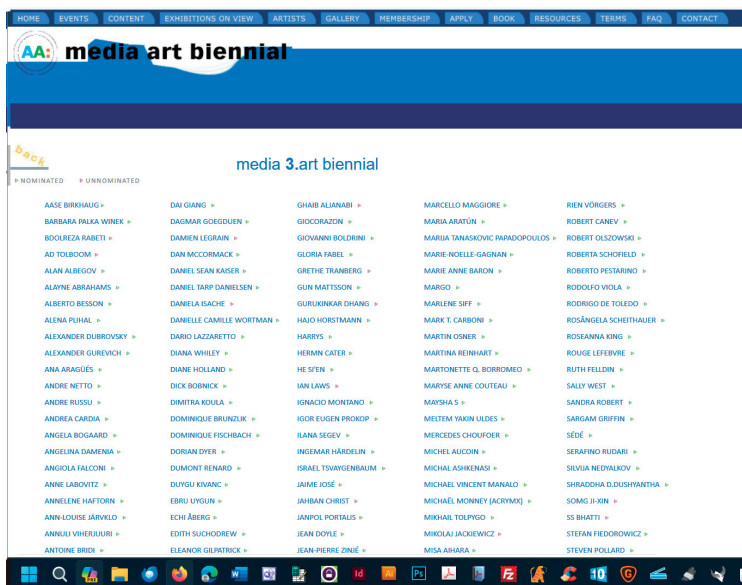 HOME EVENTS CONTENT EXHIBITIONS ON VIEW ARTISTS GALLERY MEMBERSHIP APPLY BOOK RESOURCES TERMS FAQ CONTACT
AA: media art biennial
back
media 3.art biennial
NOMINATED UNNOMINATED
AASE BIRKHAUG DAI GIANG GHAIB ALJANABI MARCELLO MAGGIORE RIEN VÖRGERS
BARBARA PALKA WINEK DAGMAR GOEGDUEN GIOCORAZON MARIA ARATÚN ROBERT CANEV
BDOLREZA RABETI DAMIEN LEGRAIN GIOVANNI BOLDRINI MARIJA TANASKOVIC PAPADOPOULOS ROBERT OLSZOWSKI
AD TOLBOOM DAN MCCORMACK GLORIA FABEL MARIE-NOELLE-GAGNAN ROBERTA SCHOFIELD
ALAN ALBEGOV DANIEL SEAN KAISER GRETHE TRANBERG MARIE ANNE BARON ROBERTO PESTARINO
ALAYNE ABRAHAMS DANIEL TARP DANIELSEN GUN MATTSSON MARGO RODOLFO VIOLA
ALBERTO BESSON DANIELA ISACHE GURUKINKAR DHANG MARLENE SIFF RODRIGO DE TOLEDO
ALENA PLIHAL DANIELLE CAMILLE WORTMAN HAJO HORSTMANN MARK T. CARBONI ROSÂNGELA SCHEITHAUER
ALEXANDER DUBROVSKY DARIO LAZZARETTO HARRYS MARTIN OSNER ROSEANNA KING
ALEXANDER GUREVICH DIANA WHILEY HERMN CATER MARTINA REINHART ROUGE LEFEBVRE
ANA ARAGÜÉS DIANE HOLLAND HE SI'EN MARTONETTE Q. BORROMEO RUTH FELLDIN
ANDRE NETTO DICK BOBNICK IAN LAWS MARYSE ANNE COUTEAU SALLY WEST
ANDRE RUSSU DIMITRA KOULA IGNACIO MONTANO MAYSHA S SANDRA ROBERT
ANDREA CARDIA DOMINIQUE BRUNZLIK IGOR EUGEN PROKOP MELTEM YAKIN ULDES SARGAM GRIFFIN
ANGELA BOGAARD DOMINIQUE FISCHBACH ILANA SEGEV MERCEDES CHOUFOER SÉDÉ
ANGELINA DAMENIA DORIAN DYER INGEMAR HÄRDELIN MICHEL AUCOIN SERAFINO RUDARI
ANGIOLA FALCONI DUMONT RENARD ISRAEL TSVAYGENBAUM MICHAL ASHKENASI SILVIJA NEDYALKOV
ANNE LABOVITZ DUYGU KIVANC JAIME JOSÉ MICHAEL VINCENT MANALO SHRADDHA D.DUSHYANTHA
ANNELENE HAFTORN EBRU UYGUN JAHBAN CHRIST MICHAËL MONNEY (ACRYMX) SOMG JI-XIN
ANN-LOUISE JÄRVKLO ECHI ÅBERG JANPOL PORTALIS MIKHAIL TOLPYGO SS BHATTI
ANNULI VIHERJUURI EDITH SUCHODREW JEAN DOYLE MIKOLAJ JACKIEWICZ STEFAN FIEDOROWICZ
ANTOINE BRIDI ELEANOR GILPATRICK JEAN-PIERRE ZINJÉ MISA AIHARA STEVEN POLLARD